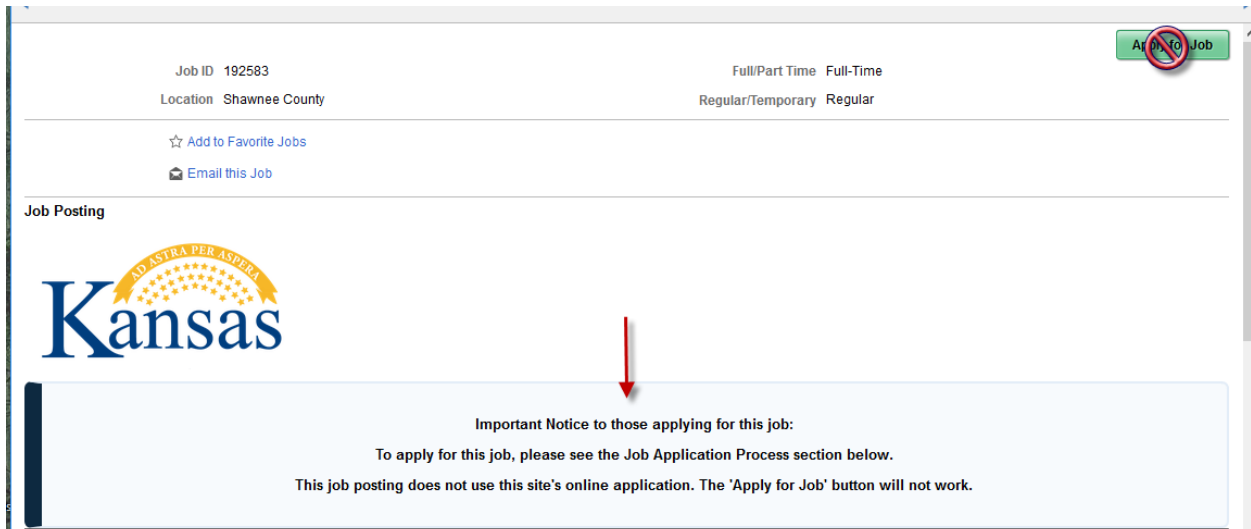 Apply for Job
Job ID 192583 Full/Part Time Full-Time
Location Shawnee County Regular/Temporary Regular
Add to Favorite Jobs
Email this Job
Job Posting
AD ASTRA PER ASPERA
Kansas
Important Notice to those applying for this job:
To apply for this job, please see the Job Application Process section below.
This job posting does not use this site's online application. The 'Apply for Job' button will not work.